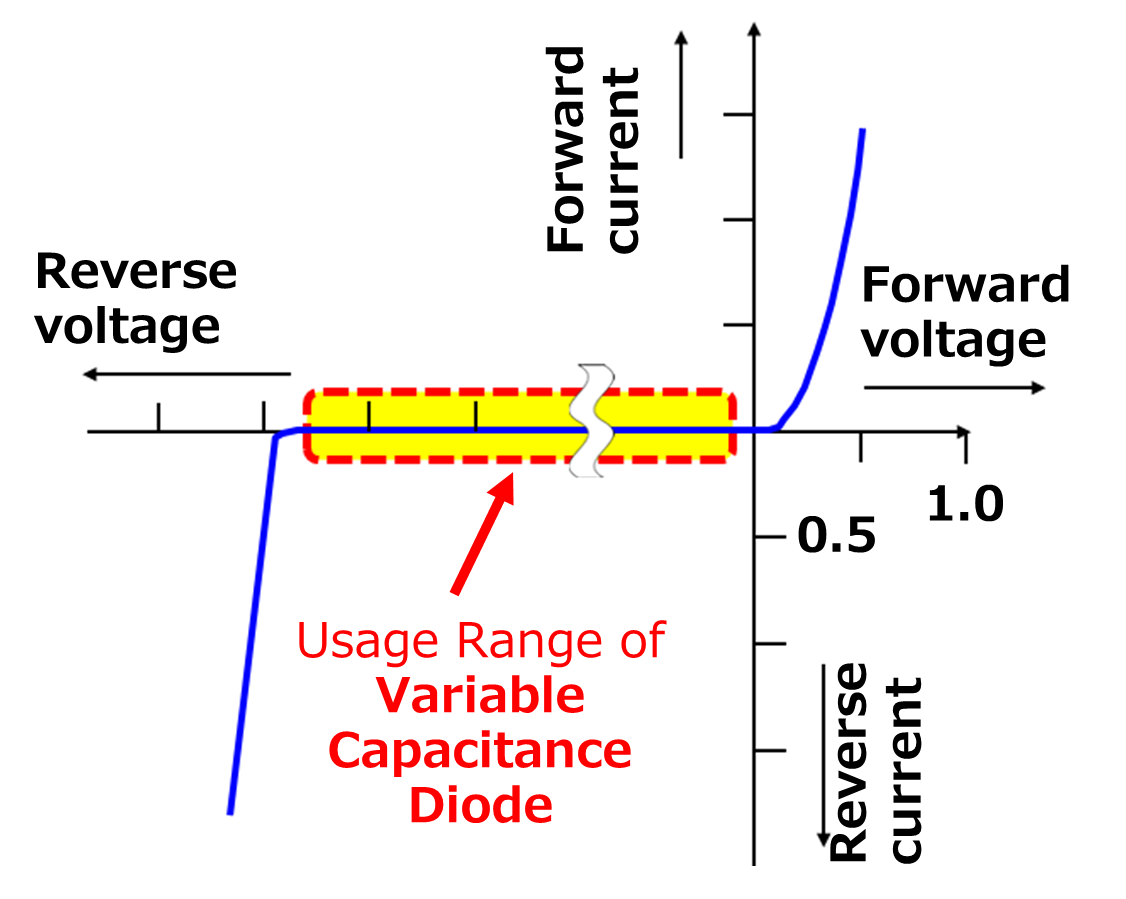 Forward
current
Reverse
voltage
Forward
voltage
1.0
0.5
Usage Range of
Variable
Capacitance
Diode
Reverse
current